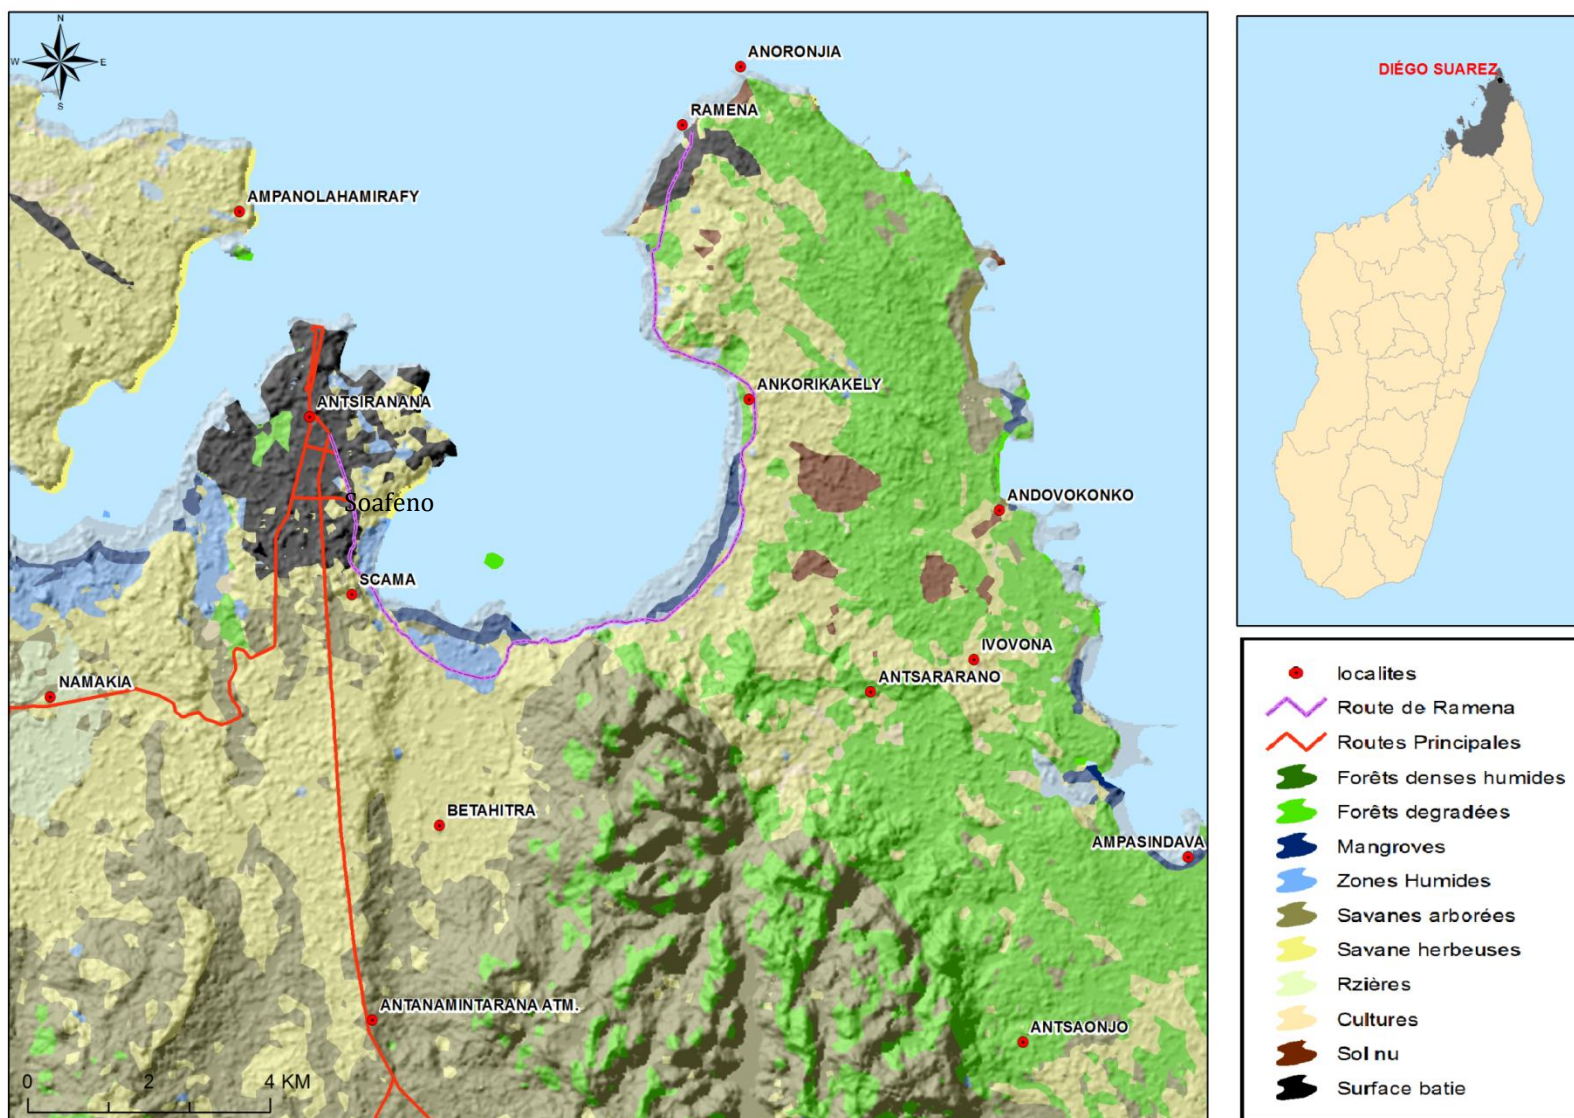 N
W
E
S
ANORONJIA
RAMENA
AMPANOLAHAMIRAFY
ANKORIKAKELY
ANTSIRANANA
Soafeno
ANDOVOKONKO
SCAMA
IVOVONA
ANTSARARANO
NAMAKIA
BETAHITRA
AMPASINDAVA
ANTANAMINTARANA ATM.
ANTSAONJO
0 2 4 KM
DIÉGO SUAREZ
localites
Route de Ramena
Routes Principales
Forêts denses humides
Forêts degradées
Mangroves
Zones Humides
Savanes arborées
Savane herbeuses
Rzières
Cultures
Sol nu
Surface batie